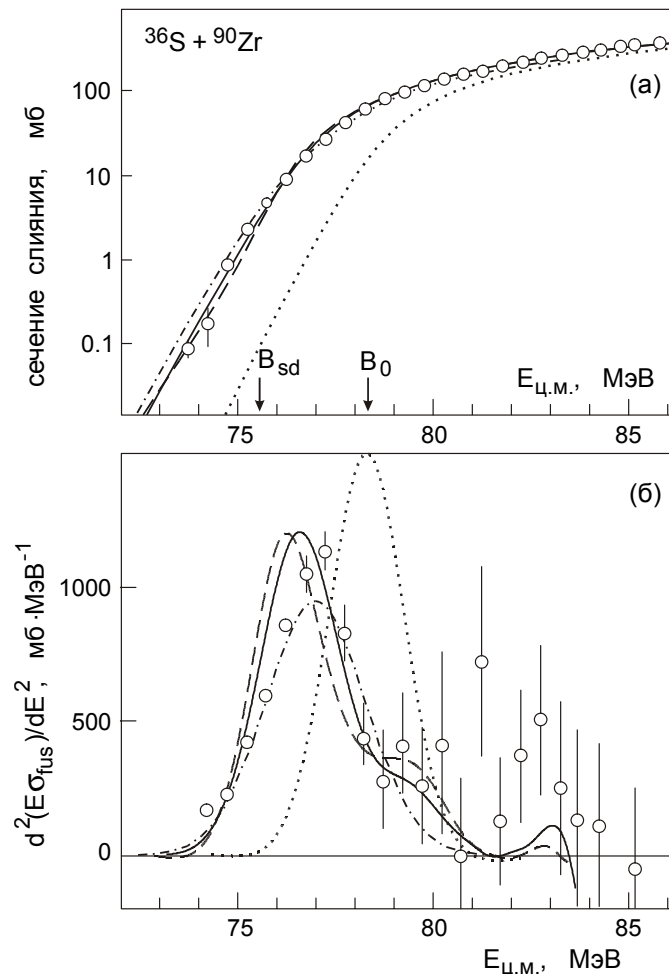 ³⁶S + ⁹⁰Zr
(а)
сечение слияния, мб
100
10
1
0.1
B_sd
B_0
E_ц.м., МэВ
75
80
85
(б)
d²(Eσ_fus)/dE², мб·МэВ⁻¹
1000
500
0
75
80
85
E_ц.м., МэВ